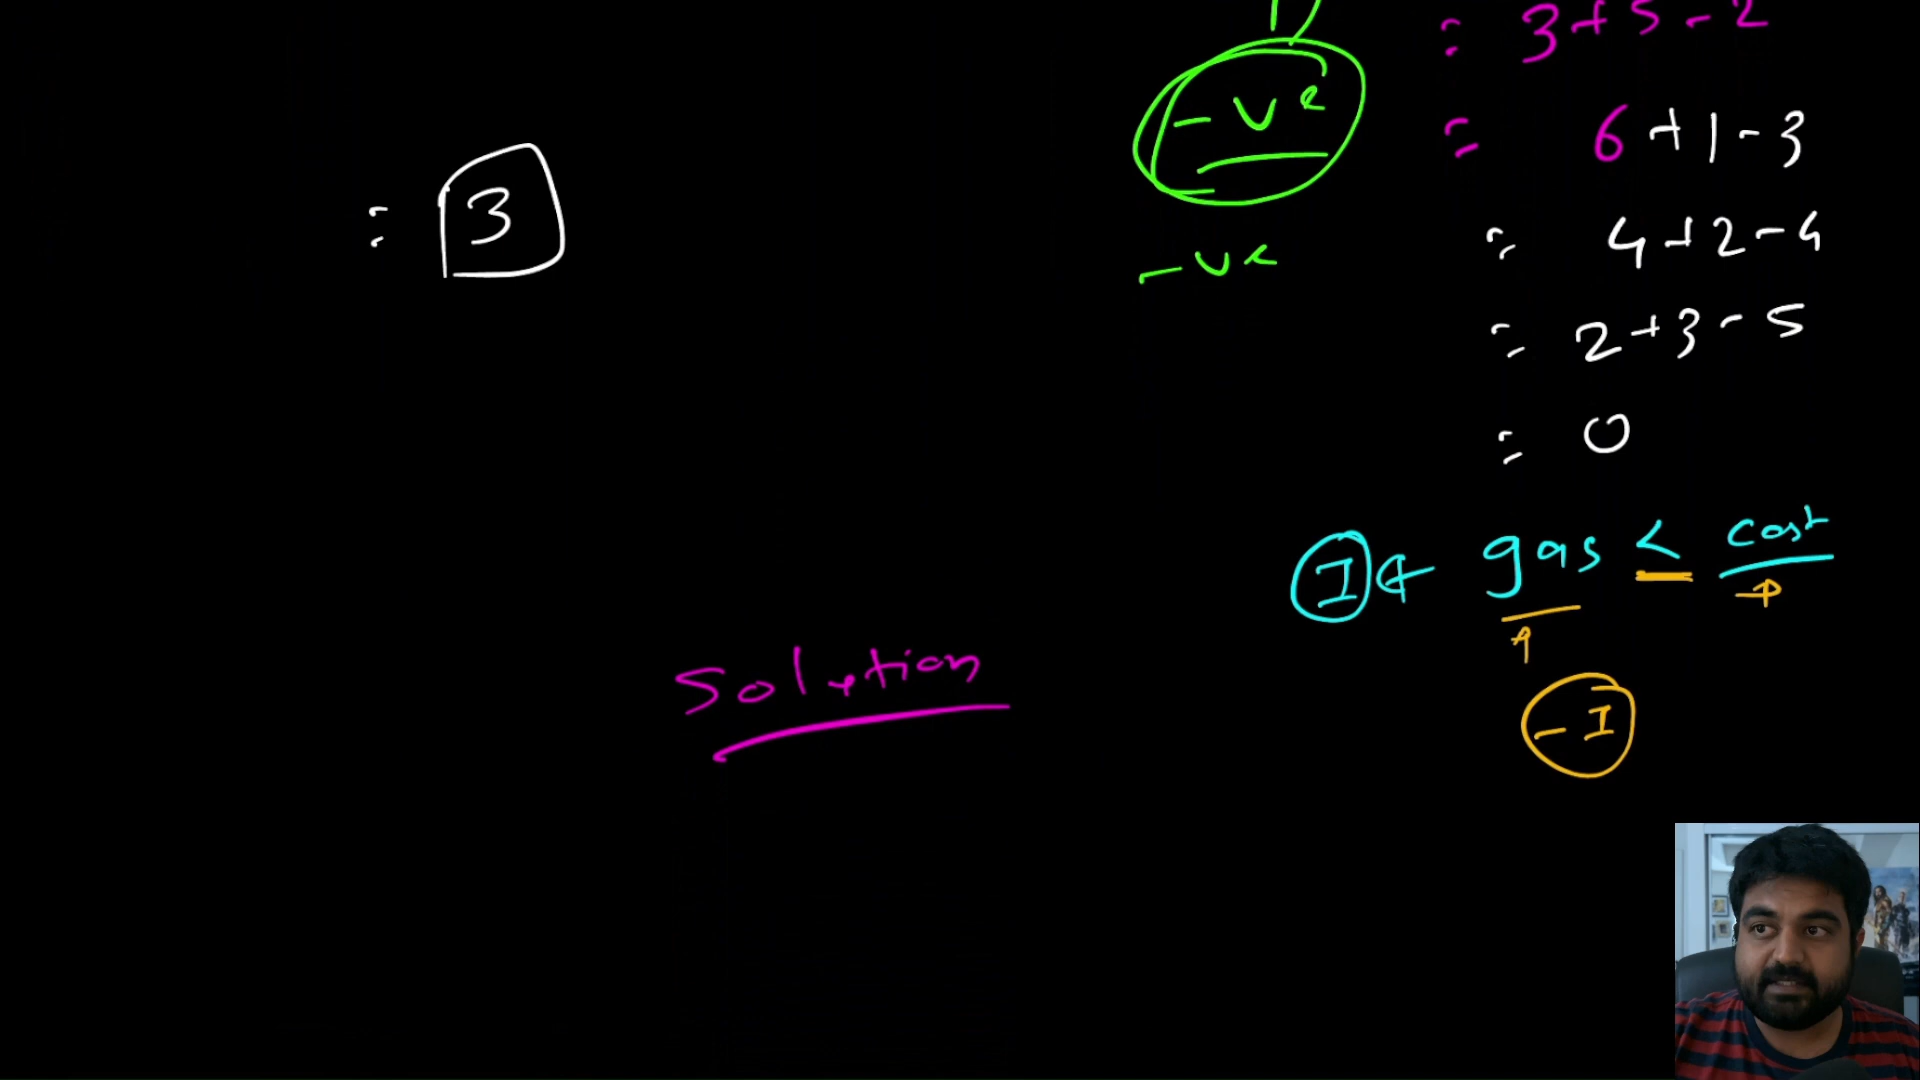 = 3+5-2
-ve
= 6+1-3
= 3
= 4+2-4
-ve
= 2+3-5
= 0
I gas < cost
Solution
-I